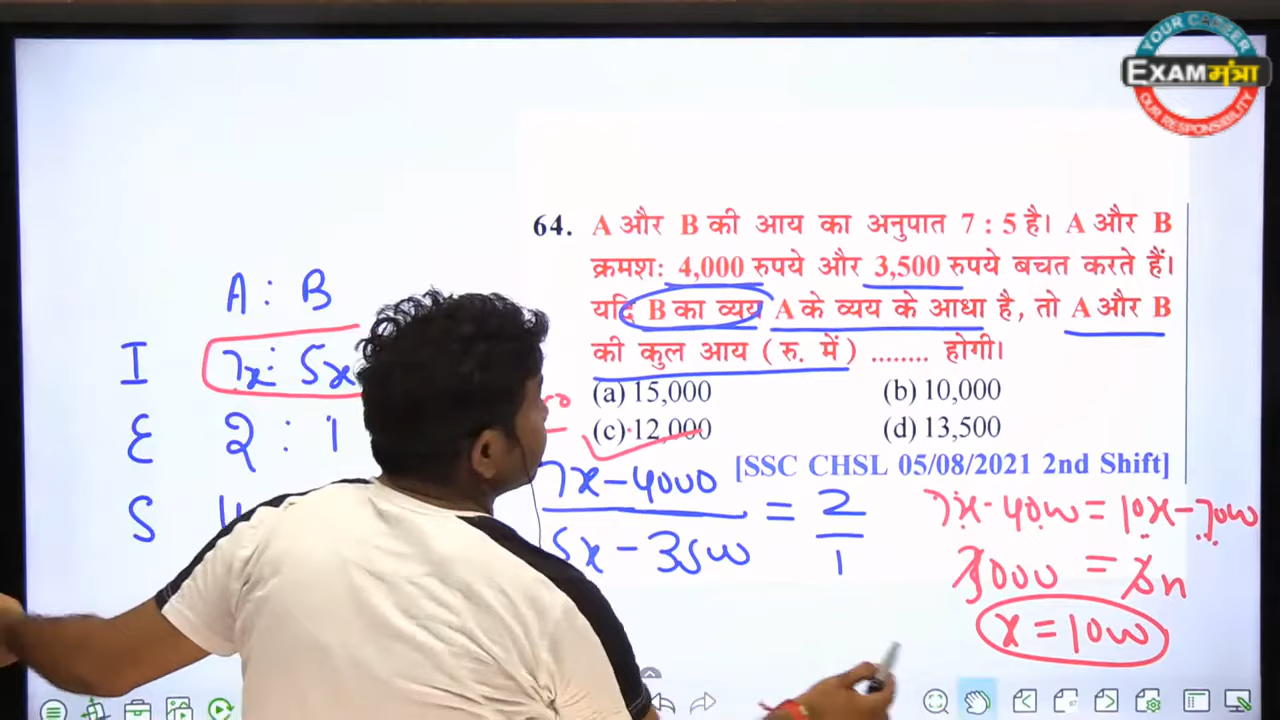 YOUR CAREER
EXAMमंत्रा
OUR RESPONSIBILITY
64. A और B की आय का अनुपात 7 : 5 है। A और B
क्रमश: 4,000 रुपये और 3,500 रुपये बचत करते हैं।
यदि B का व्यय A के व्यय के आधा है, तो A और B
की कुल आय ( रु. में ) ........ होगी।
(a) 15,000 (b) 10,000
(c) 12,000 (d) 13,500
[SSC CHSL 05/08/2021 2nd Shift]
A : B
I 7x : 5x
E 2 : 1
S
7x - 4000
5x - 3500
= 2
1
7x - 4000 = 10x - 7000
3000 = 3x
x = 1000